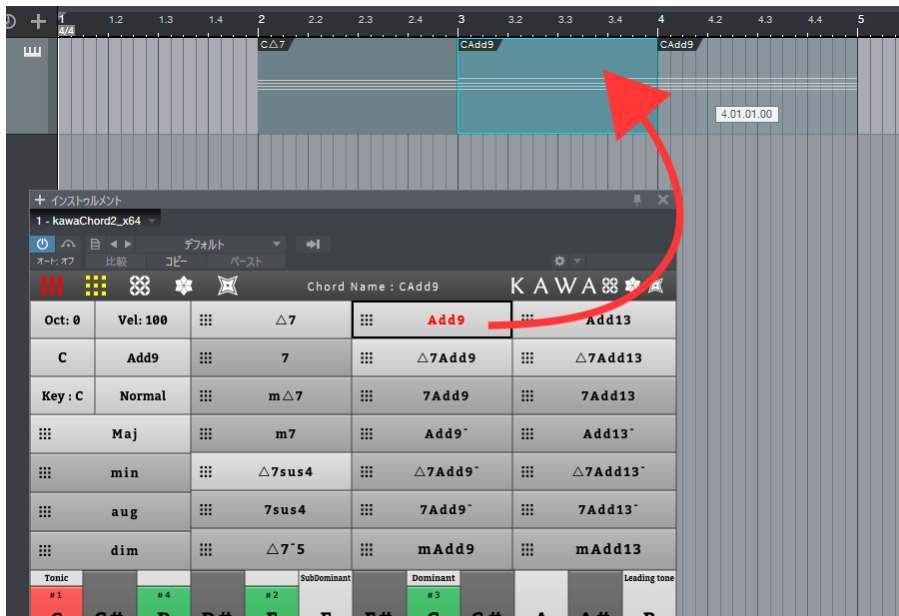 1 1.2 1.3 1.4 2 2.2 2.3 2.4 3 3.2 3.3 3.4 4 4.2 4.3 4.4 5
4/4
C△7 CAdd9 CAdd9
4.01.01.00
インストゥルメント
1 - kawaChord2_x64
デフォルト
オート: オフ 比較 コピー ペースト
Chord Name : CAdd9 KAWA
Oct: 0 Vel: 100 △7 Add9 Add13
C Add9 7 △7Add9 △7Add13
Key : C Normal m△7 7Add9 7Add13
Maj m7 Add9- Add13-
min △7sus4 △7Add9- △7Add13-
aug 7sus4 7Add9- 7Add13-
dim △7-5 mAdd9 mAdd13
Tonic SubDominant Dominant Leading tone
#1 #4 #2 #3